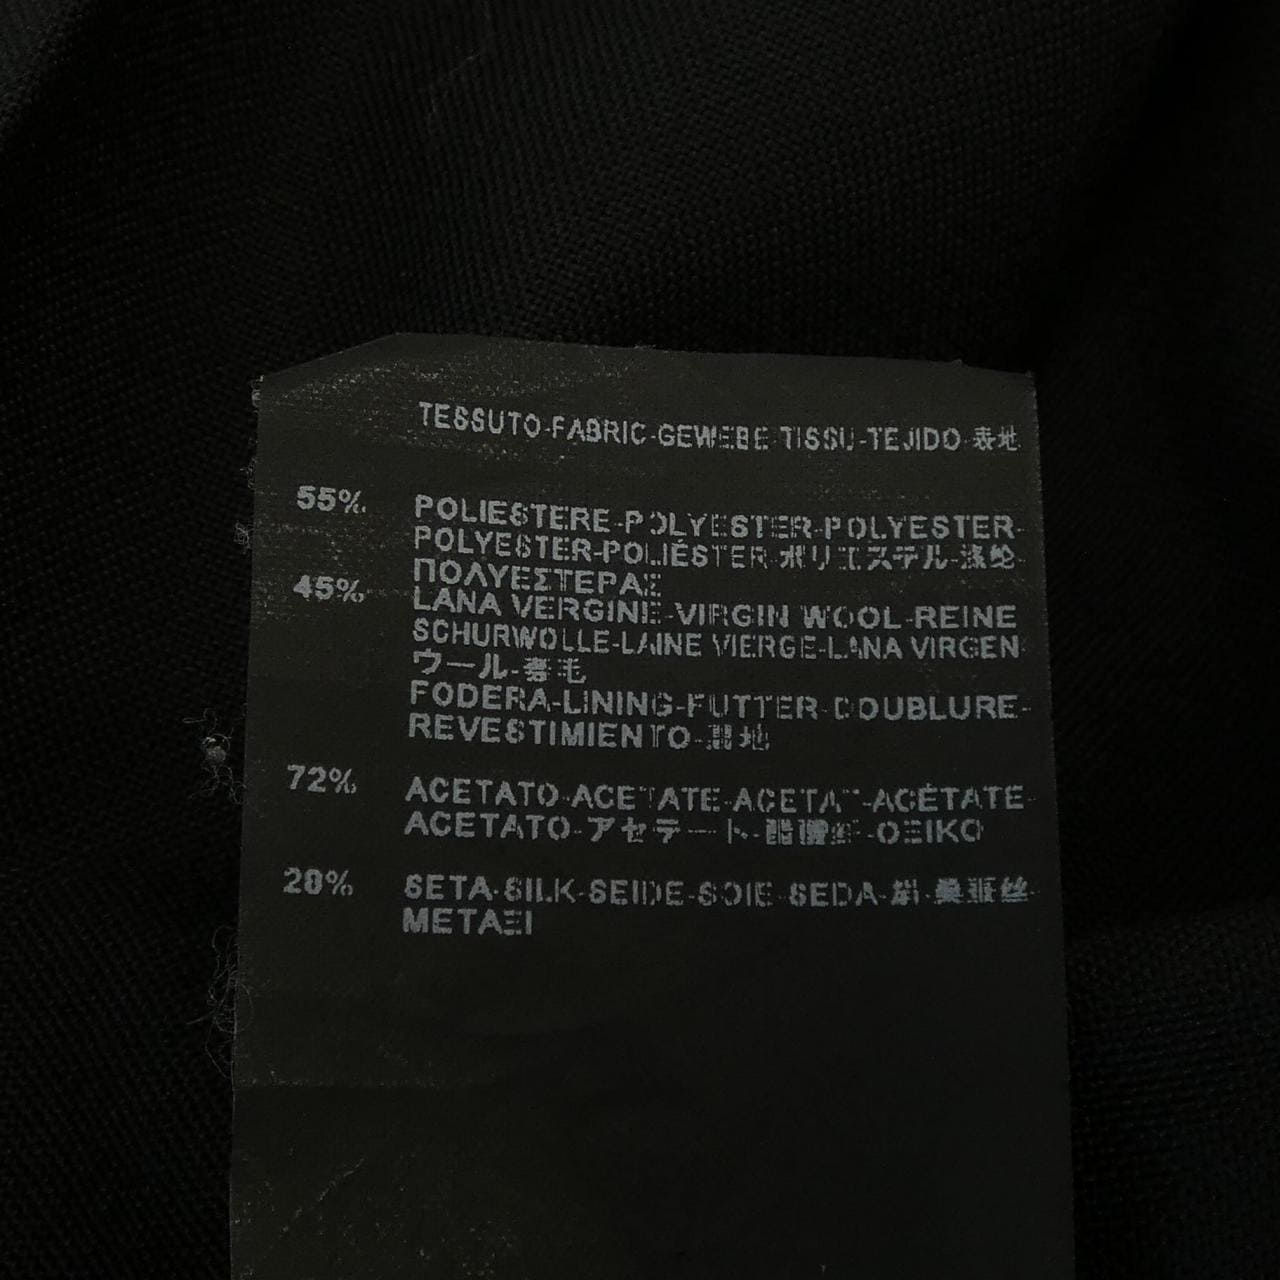 TESSUTO-FABRIC-GEWEBE-TISSU-TEJIDO-表地
55% POLIESTERE-POLYESTER-POLYESTER-
POLYESTER-POLIÉSTER-ポリエステル-涤纶-
ΠΟΛΥΕΣΤΕΡΑΣ
45% LANA VERGINE-VIRGIN WOOL-REINE
SCHURWOLLE-LAINE VIERGE-LANA VIRGEN-
ウール-毛
FODERA-LINING-FUTTER-DOUBLURE-
REVESTIMIENTO-裏地
72% ACETATO-ACETATE-ACETAT-ACÉTATE-
ACETATO-アセテート-醋酸纤-ΟΞΙΚΟ
28% SETA-SILK-SEIDE-SOIE-SEDA-絹-桑蚕丝-
ΜΕΤΑΞΙ